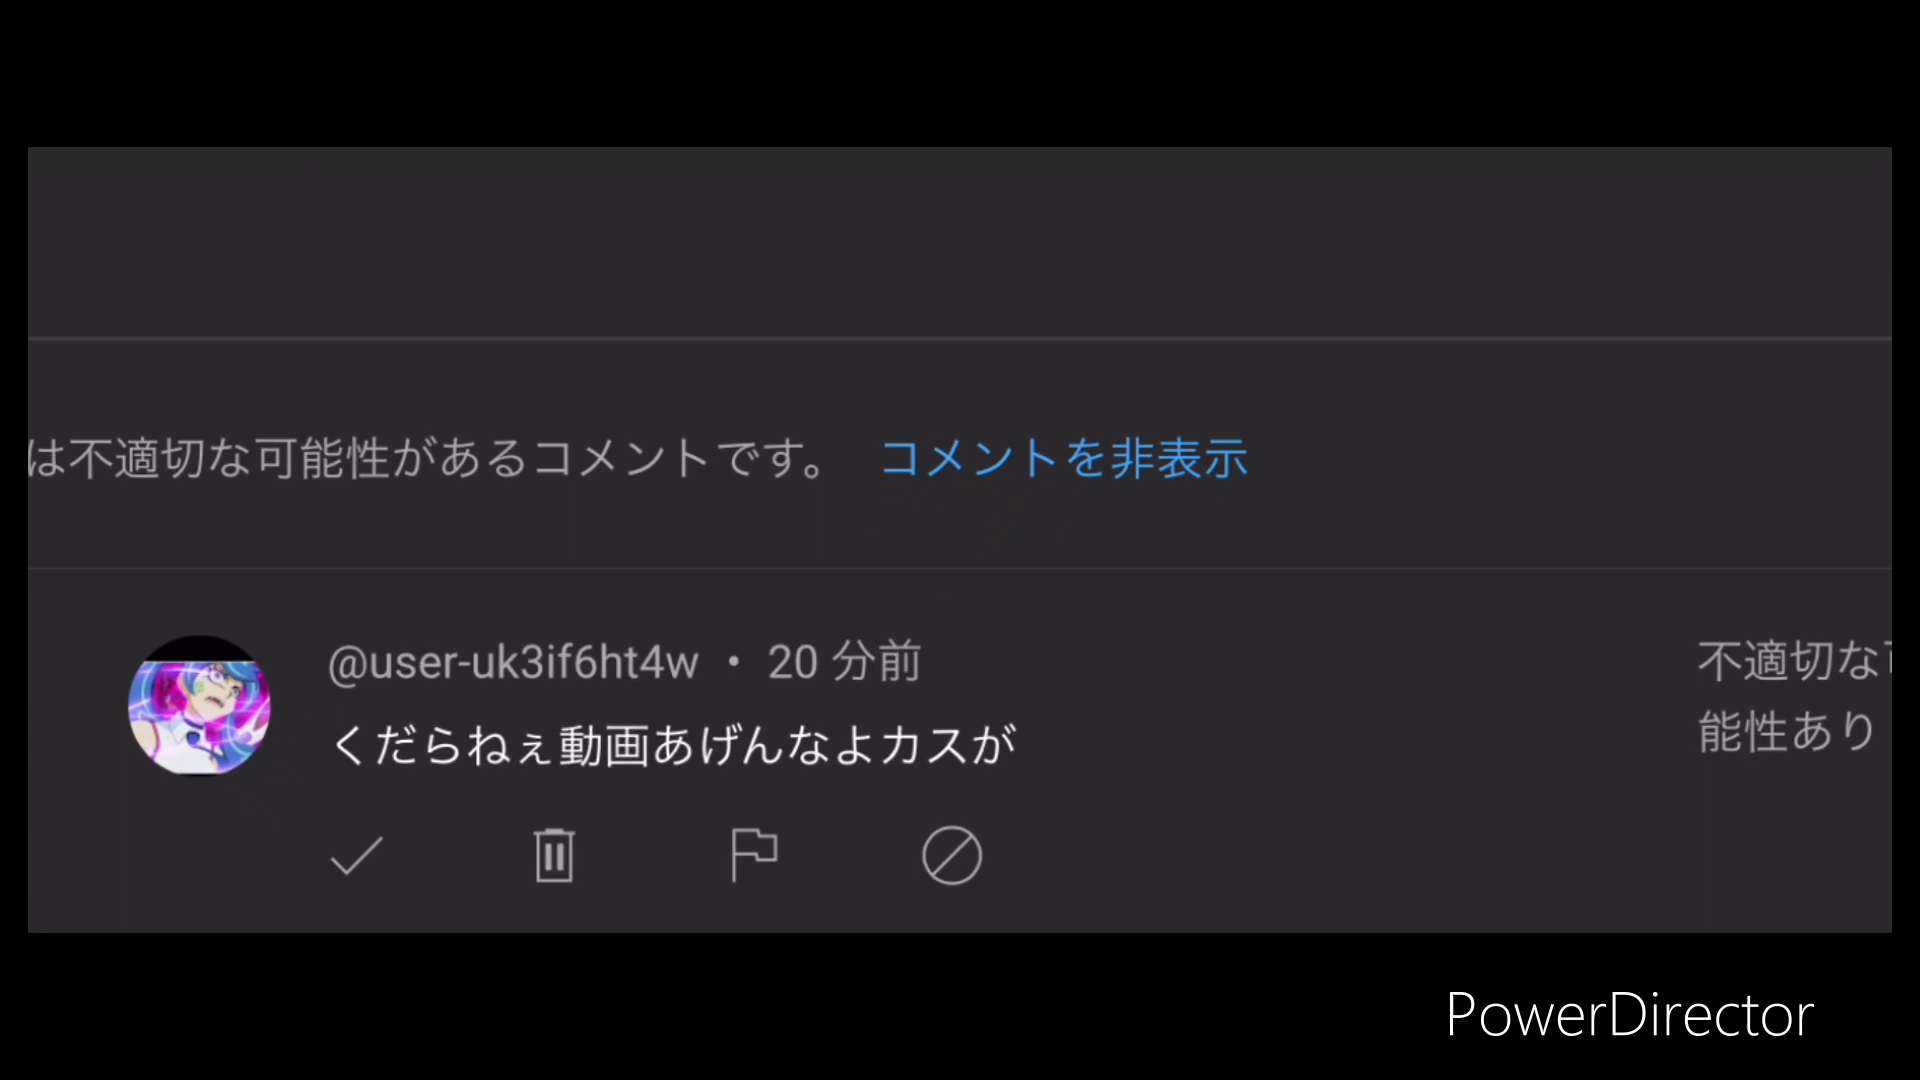 は不適切な可能性があるコメントです。 コメントを非表示
@user-uk3if6ht4w • 20 分前
くだらねぇ動画あげんなよカスが
不適切な
能性あり
PowerDirector